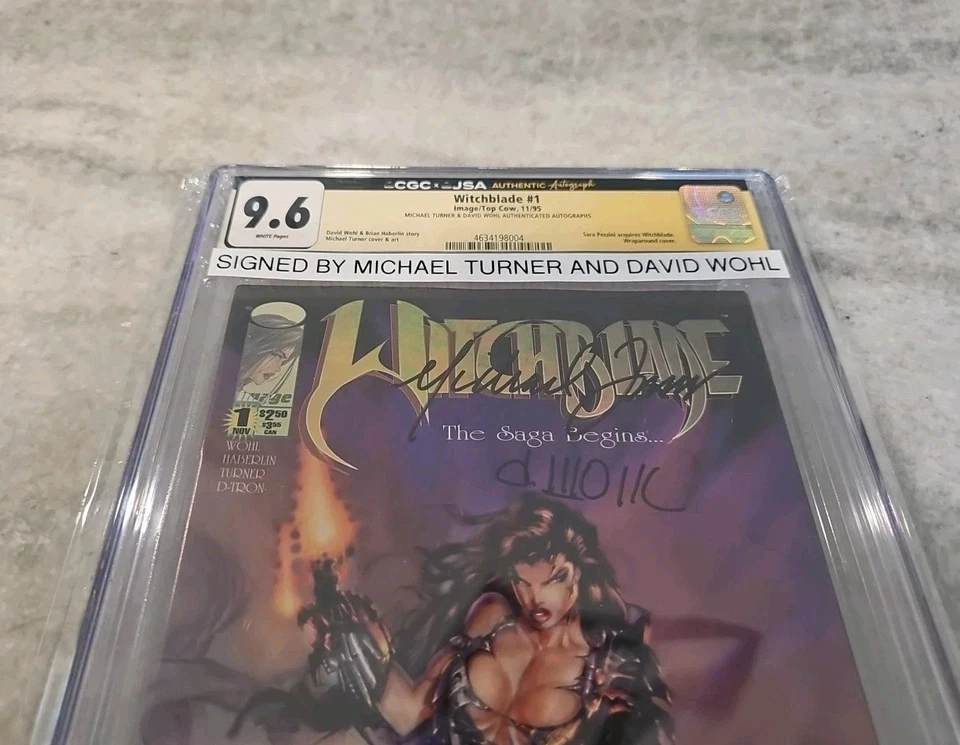 CGC × JSA AUTHENTIC Autograph
9.6
WHITE Pages
Witchblade #1
Image/Top Cow, 11/95
MICHAEL TURNER & DAVID WOHL AUTHENTICATED AUTOGRAPHS
David Wohl & Brian Haberlin story
Michael Turner cover & art
4634198004
Sara Pezzini acquires Witchblade.
Wraparound cover.
SIGNED BY MICHAEL TURNER AND DAVID WOHL
WITCHBLADE
Michael Turner
The Saga Begins...
image
1
NOV
$2.50
$3.55
CAN
WOHL
HABERLIN
TURNER
D-TRON